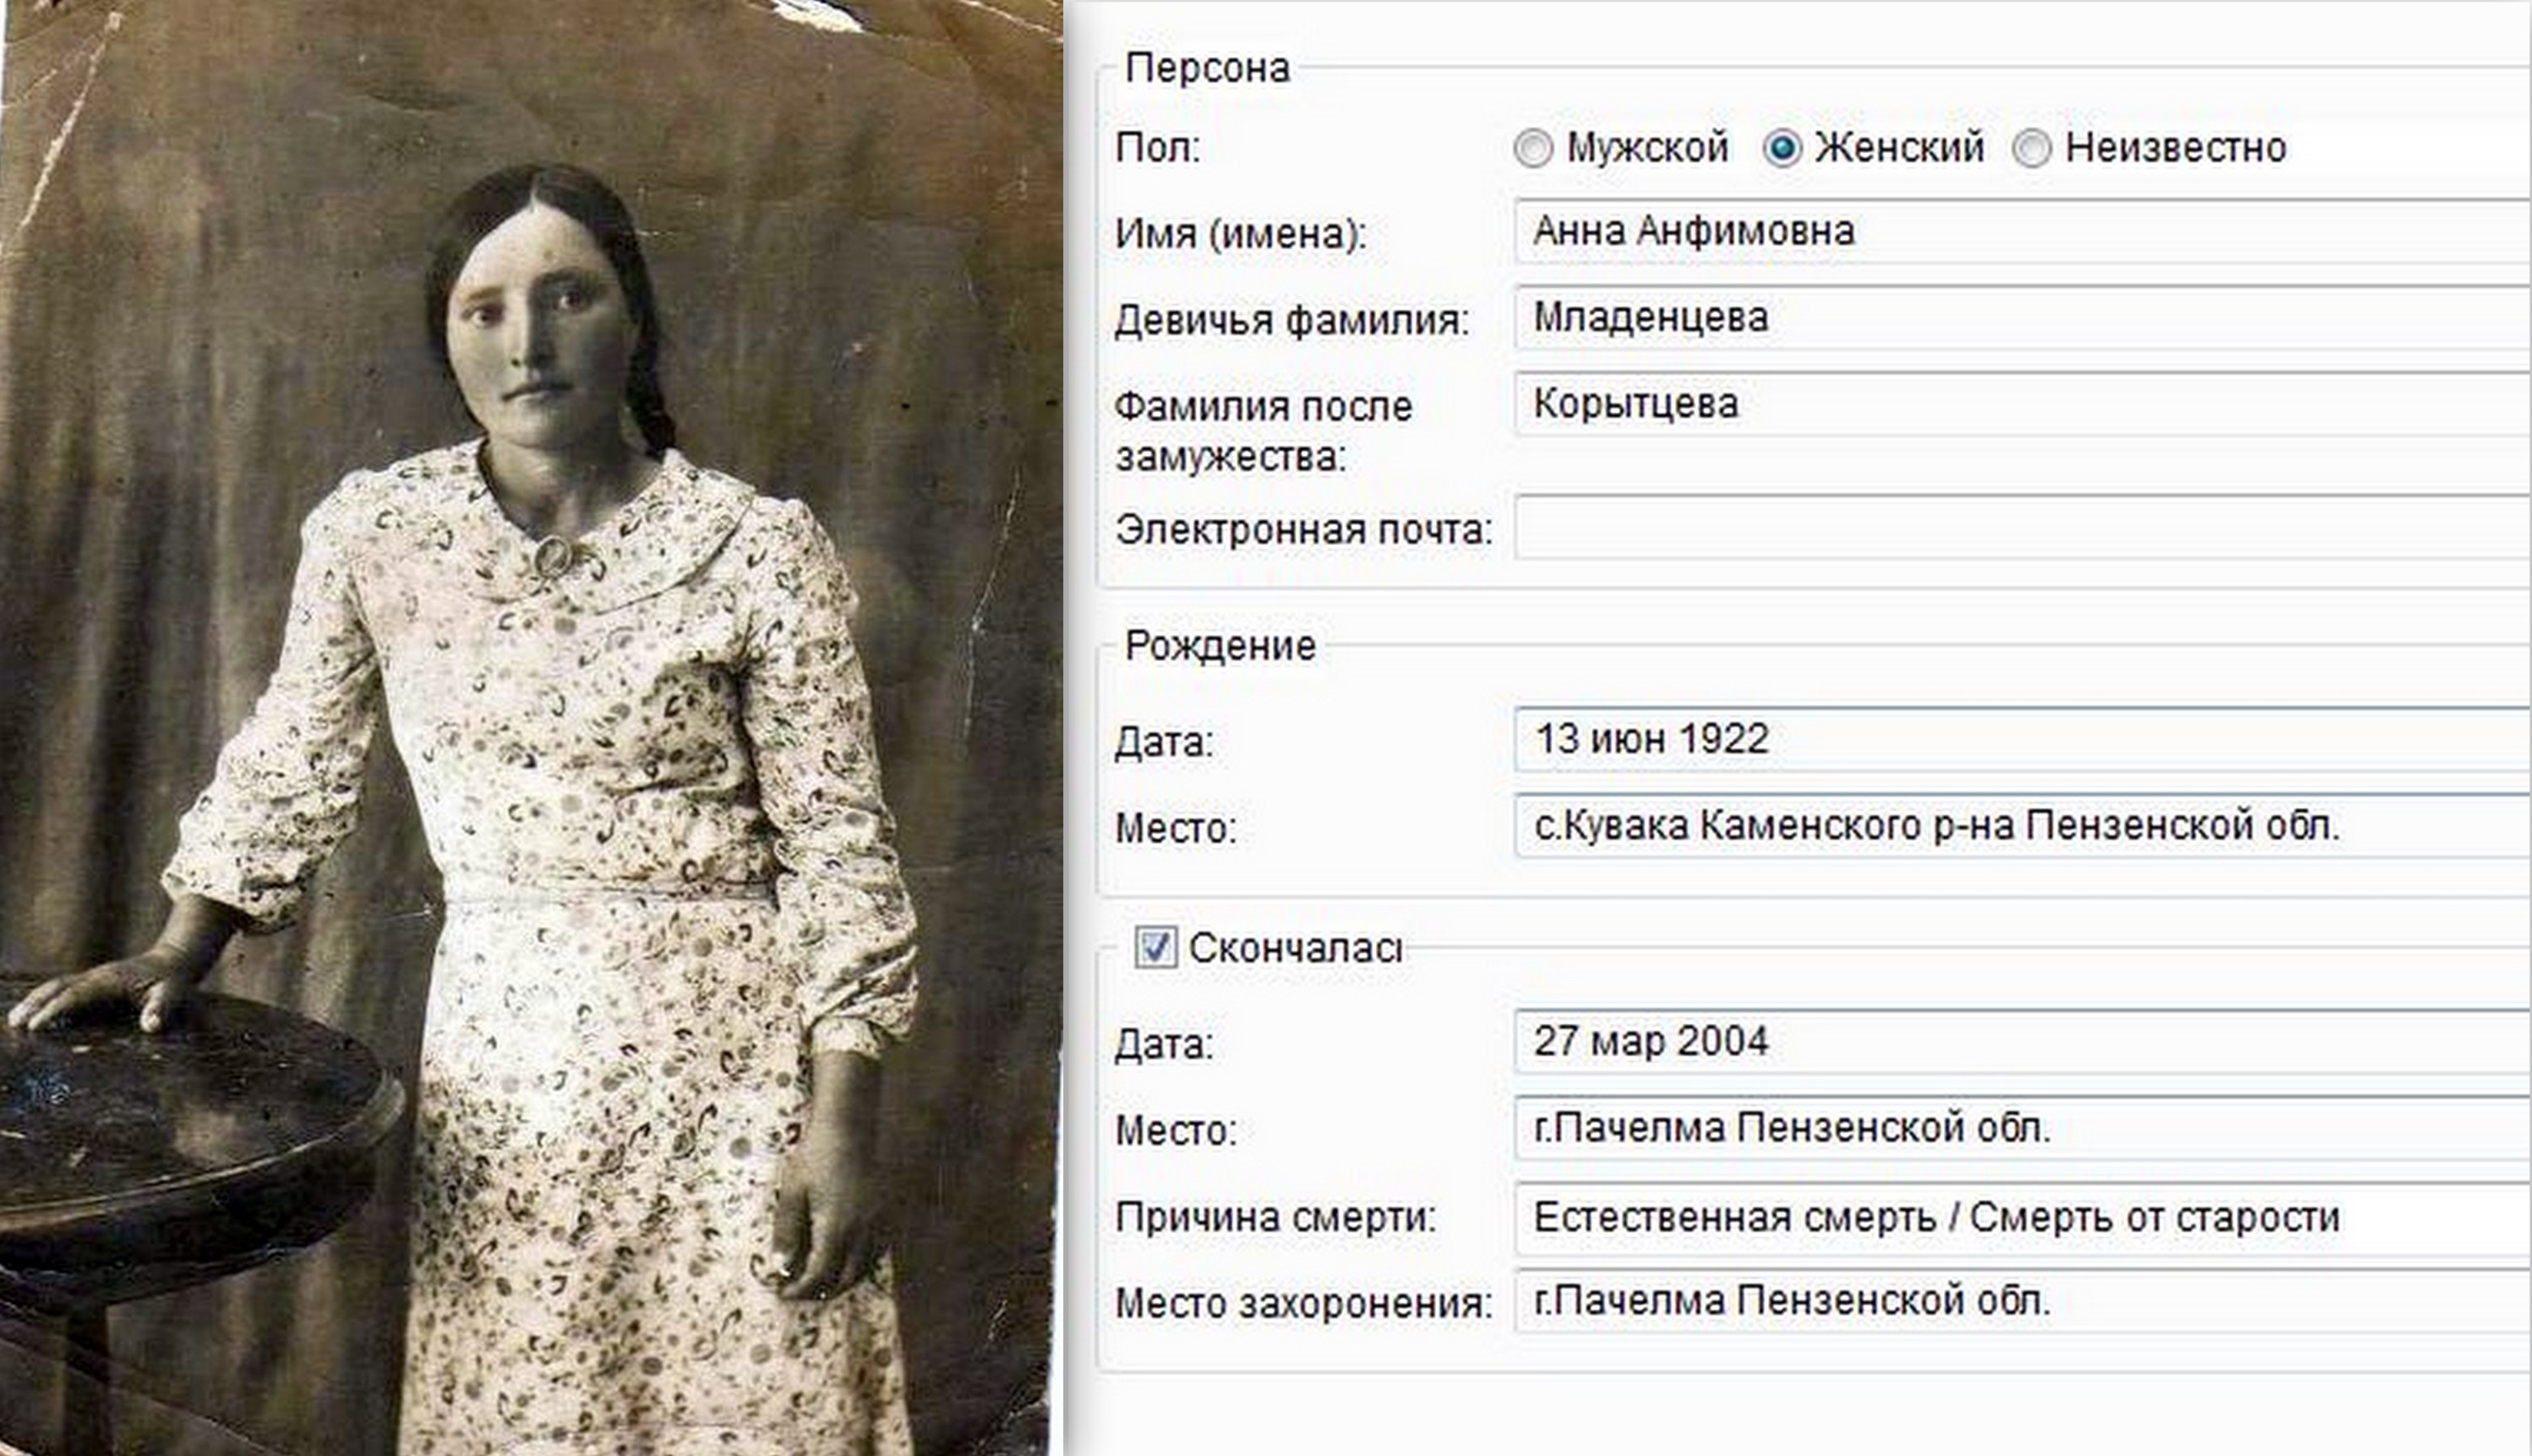 Персона
Пол: Мужской Женский Неизвестно
Имя (имена): Анна Анфимовна
Девичья фамилия: Младенцева
Фамилия после замужества: Корытцева
Электронная почта:
Рождение
Дата: 13 июн 1922
Место: с.Кувака Каменского р-на Пензенской обл.
Скончалас
Дата: 27 мар 2004
Место: г.Пачелма Пензенской обл.
Причина смерти: Естественная смерть / Смерть от старости
Место захоронения: г.Пачелма Пензенской обл.